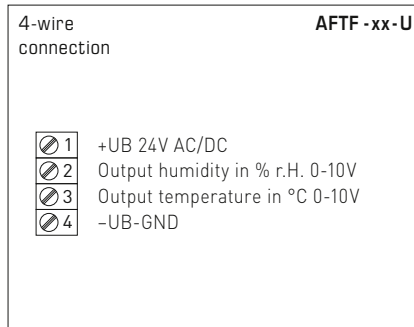 4-wire
connection
AFTF - xx - U
1 +UB 24V AC/DC
2 Output humidity in % r.H. 0-10V
3 Output temperature in °C 0-10V
4 –UB-GND